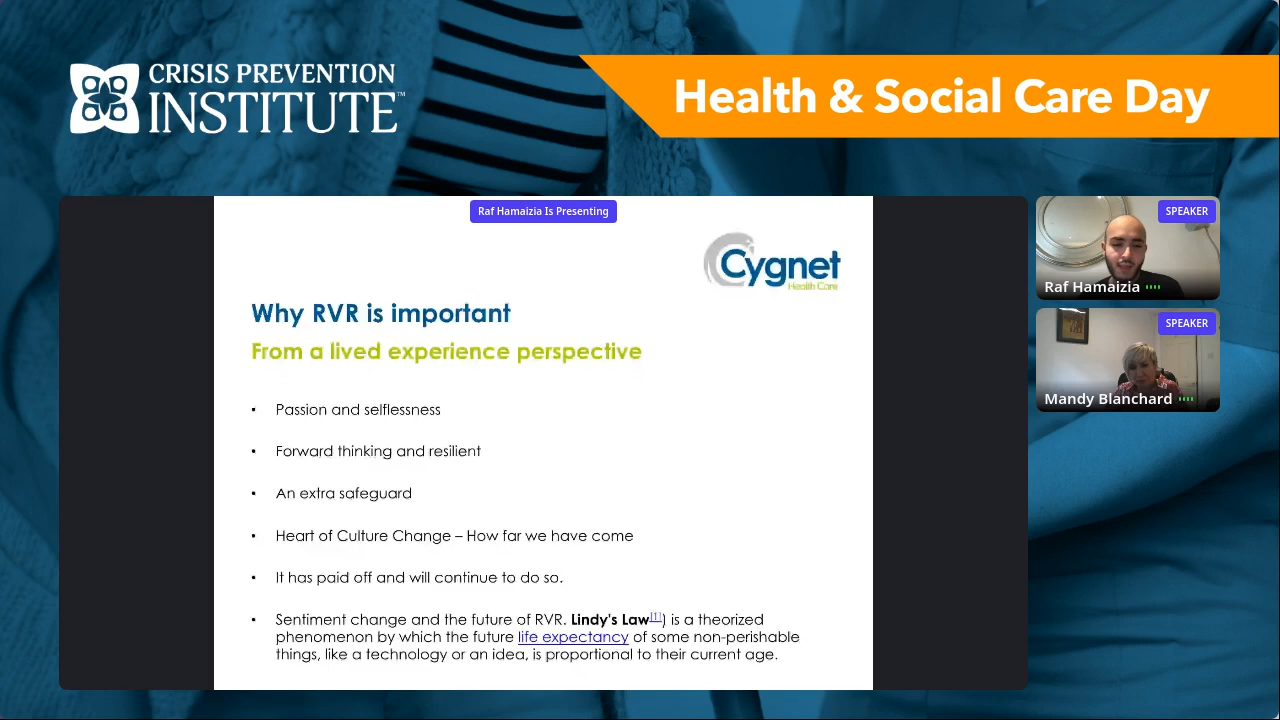 CRISIS PREVENTION
INSTITUTE™
Health & Social Care Day
Raf Hamaizia Is Presenting
Cygnet
Health Care
Why RVR is important
From a lived experience perspective
• Passion and selflessness
• Forward thinking and resilient
• An extra safeguard
• Heart of Culture Change – How far we have come
• It has paid off and will continue to do so.
• Sentiment change and the future of RVR. Lindy's Law[1]) is a theorized
phenomenon by which the future life expectancy of some non-perishable
things, like a technology or an idea, is proportional to their current age.
SPEAKER
Raf Hamaizia
SPEAKER
Mandy Blanchard